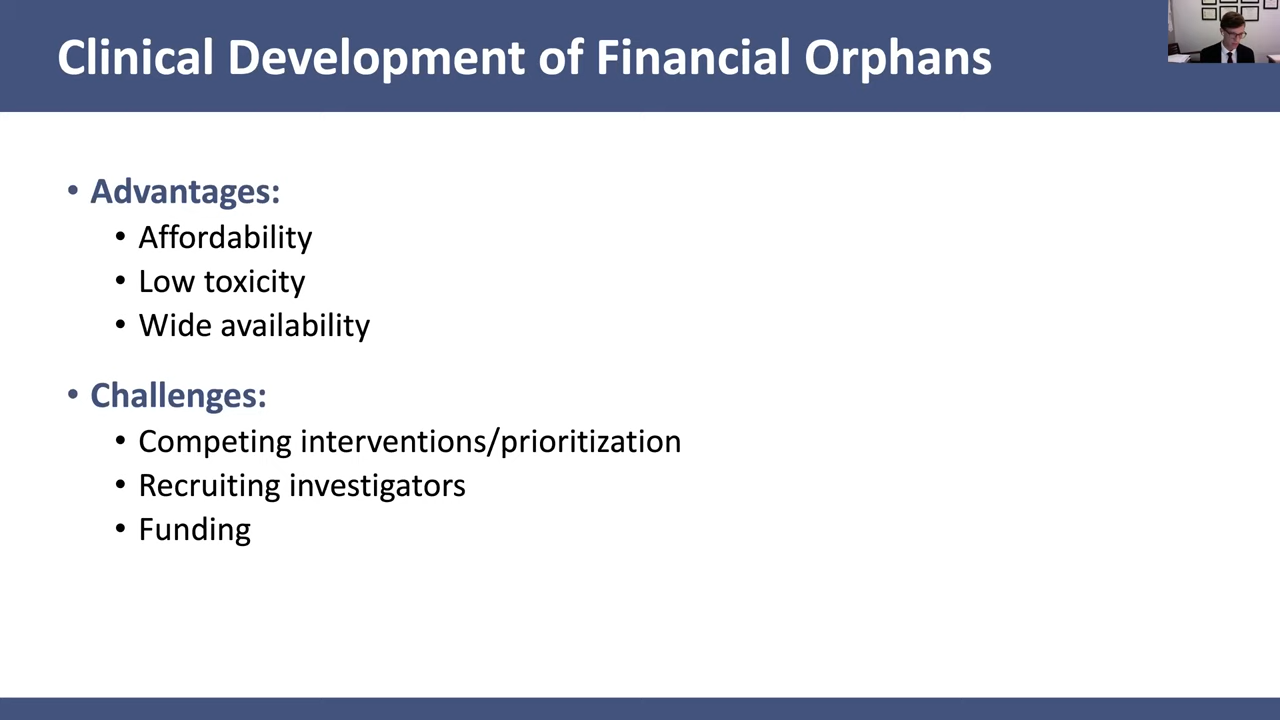 Clinical Development of Financial Orphans
• Advantages:
• Affordability
• Low toxicity
• Wide availability
• Challenges:
• Competing interventions/prioritization
• Recruiting investigators
• Funding